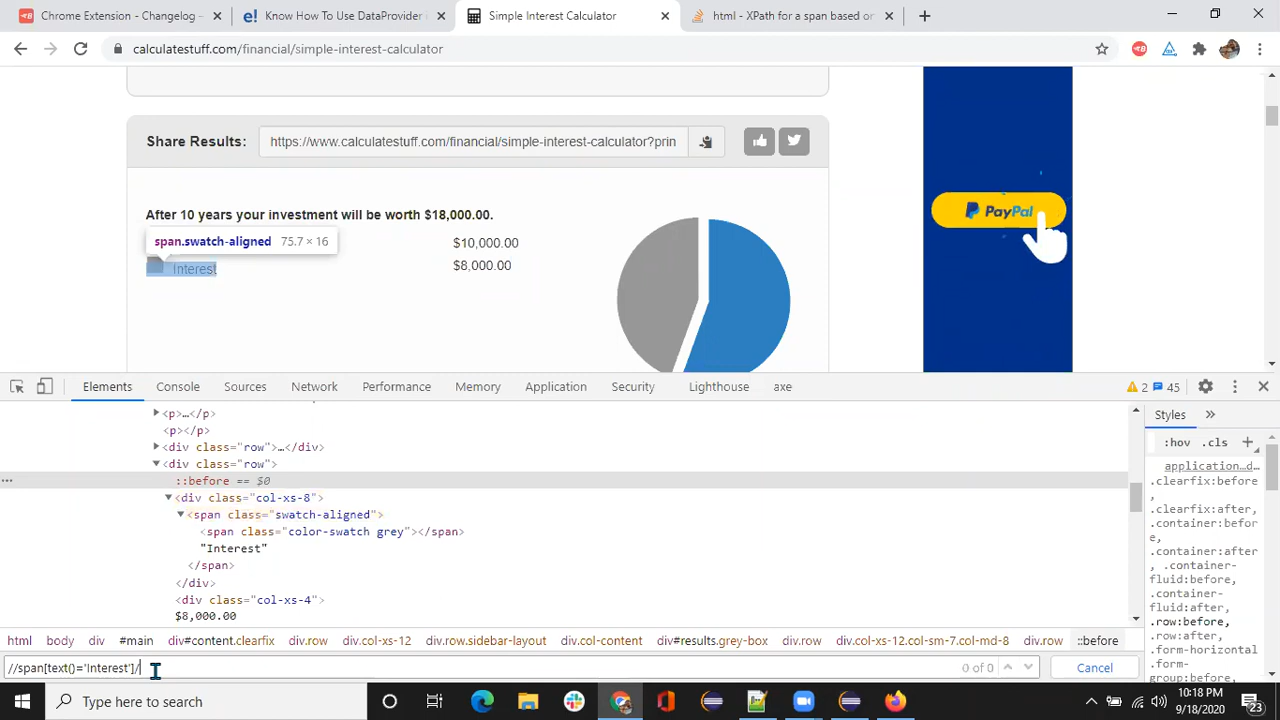 Chrome Extension - Changelog
Know How To Use DataProvider
Simple Interest Calculator
html - XPath for a span based or
calculatestuff.com/financial/simple-interest-calculator
Share Results:
https://www.calculatestuff.com/financial/simple-interest-calculator?prin
After 10 years your investment will be worth $18,000.00.
span.swatch-aligned 75.7 × 16
$10,000.00
Interest
$8,000.00
PayPal
Elements
Console
Sources
Network
Performance
Memory
Application
Security
Lighthouse
axe
2
45
<p>…</p>
<p></p>
<div class="row">…</div>
<div class="row">
… ::before == $0
<div class="col-xs-8">
<span class="swatch-aligned">
<span class="color-swatch grey"></span>
"Interest"
</span>
</div>
<div class="col-xs-4">
$8,000.00
Styles
:hov .cls
application…d…
.clearfix:before
,
.clearfix:after,
.container:befor
e,
.container:after
, .container-
fluid:before,
.container-
fluid:after,
.row:before,
.row:after,
.form-horizontal
.form-
group:before,
html body div #main div#content.clearfix div.row div.col-xs-12 div.row.sidebar-layout div.col-content div#results.grey-box div.col-xs-12.col-sm-7.col-md-8 div.row ::before
//span[text()='Interest']/
0 of 0
Cancel
Type here to search
10:18 PM
9/18/2020
23